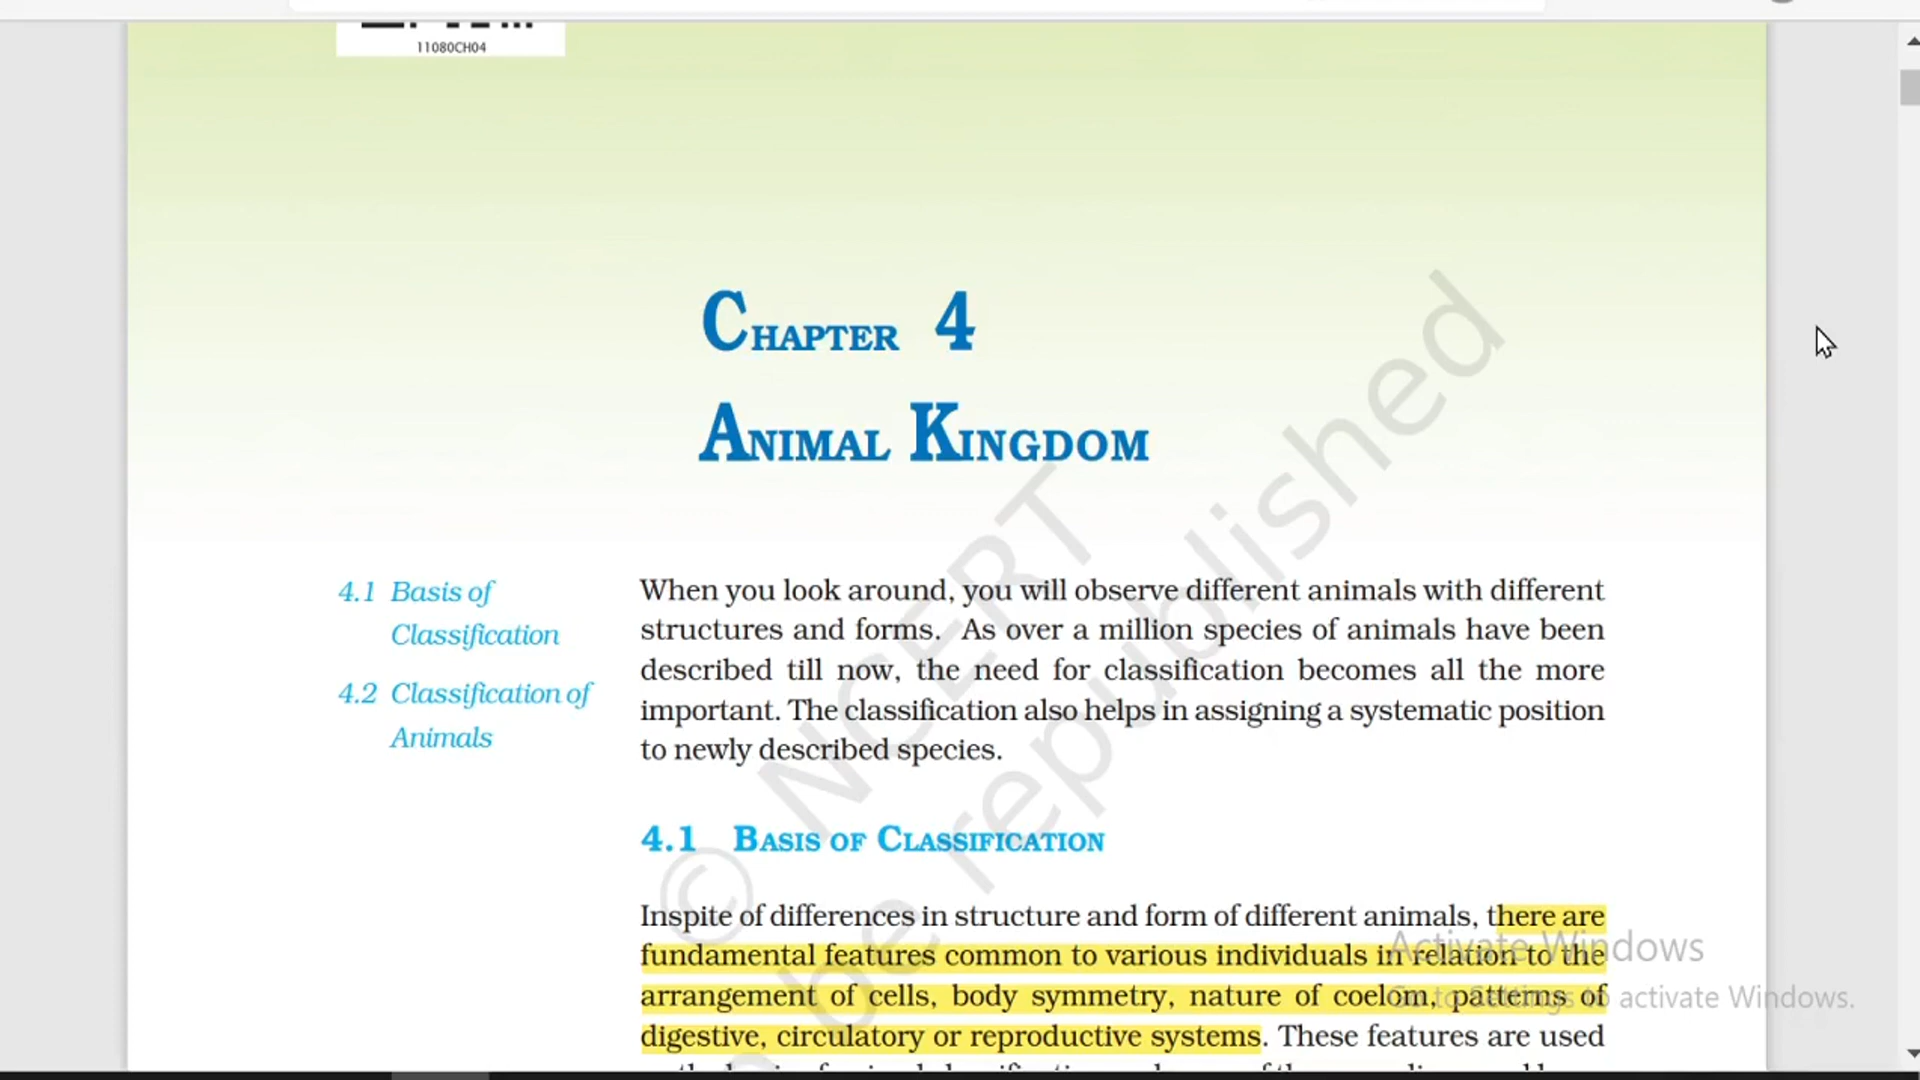 11080CH04
CHAPTER 4
ANIMAL KINGDOM
4.1 Basis of
Classification
4.2 Classification of
Animals
When you look around, you will observe different animals with different
structures and forms. As over a million species of animals have been
described till now, the need for classification becomes all the more
important. The classification also helps in assigning a systematic position
to newly described species.
4.1 BASIS OF CLASSIFICATION
Inspite of differences in structure and form of different animals, there are
fundamental features common to various individuals in relation to the
arrangement of cells, body symmetry, nature of coelom, patterns of
digestive, circulatory or reproductive systems. These features are used
© NCERT
be republished
Activate Windows
Go to Settings to activate Windows.